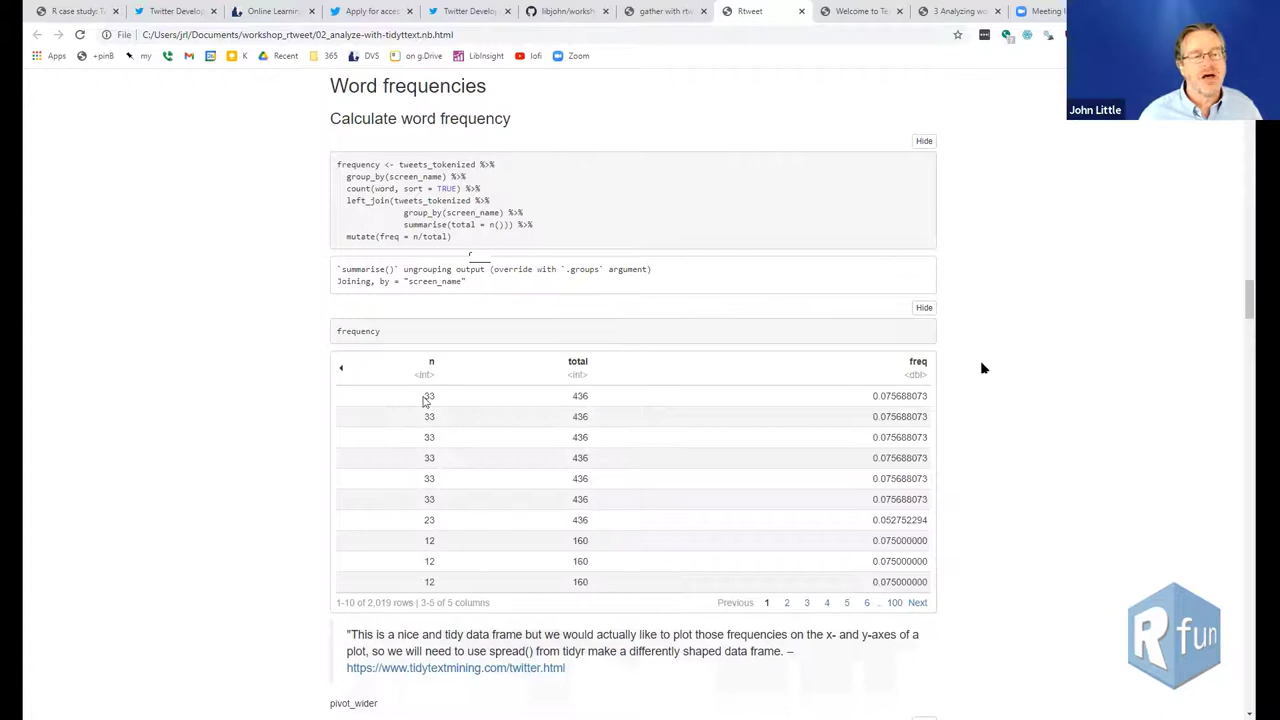 R case study: Ta
Twitter Develop
Online Learnin
Apply for acces
Twitter Develo
libjohn/worksh
gather with rtw
Rtweet
Welcome to Te
3 Analyzing wo
Meeting I
File
C:/Users/jrl/Documents/workshop_rtweet/02_analyze-with-tidyttext.nb.html
Apps
+pinB
my
K
Recent
365
DVS
on g.Drive
LibInsight
lofi
Zoom
John Little
Word frequencies
Calculate word frequency
Hide
frequency <- tweets_tokenized %>%
group_by(screen_name) %>%
count(word, sort = TRUE) %>%
left_join(tweets_tokenized %>%
group_by(screen_name) %>%
summarise(total = n())) %>%
mutate(freq = n/total)
`summarise()` ungrouping output (override with `.groups` argument)
Joining, by = "screen_name"
Hide
frequency
n total freq
<int> <int> <dbl>
33 436 0.075688073
33 436 0.075688073
33 436 0.075688073
33 436 0.075688073
33 436 0.075688073
33 436 0.075688073
23 436 0.052752294
12 160 0.075000000
12 160 0.075000000
12 160 0.075000000
1-10 of 2,019 rows | 3-5 of 5 columns
Previous 1 2 3 4 5 6 .. 100 Next
"This is a nice and tidy data frame but we would actually like to plot those frequencies on the x- and y-axes of a
plot, so we will need to use spread() from tidyr make a differently shaped data frame. –
https://www.tidytextmining.com/twitter.html
pivot_wider
R fun